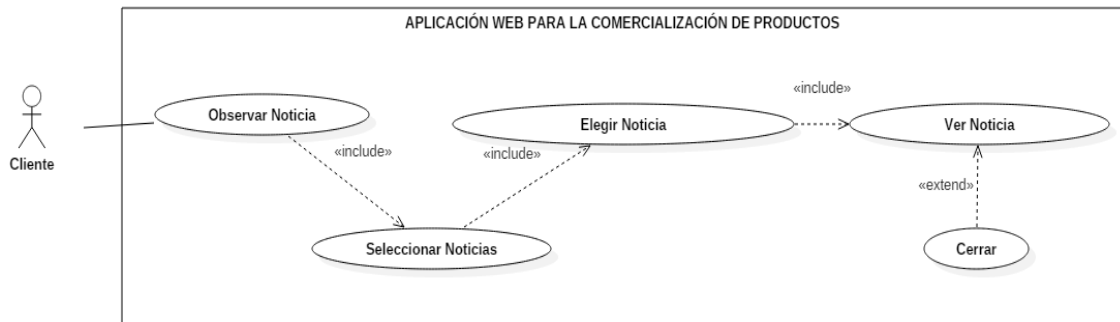 APLICACIÓN WEB PARA LA COMERCIALIZACIÓN DE PRODUCTOS
Cliente
Observar Noticia
«include»
Seleccionar Noticias
«include»
Elegir Noticia
«include»
Ver Noticia
«extend»
Cerrar